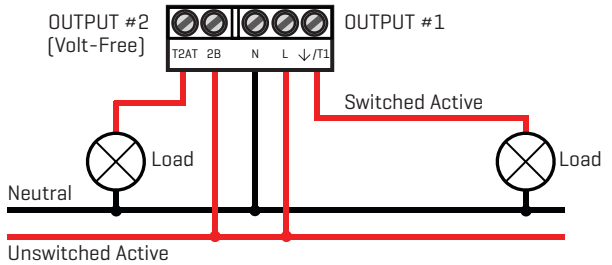 OUTPUT #2
(Volt-Free)
OUTPUT #1
T2AT 2B N L ↓/T1
Switched Active
Load
Load
Neutral
Unswitched Active